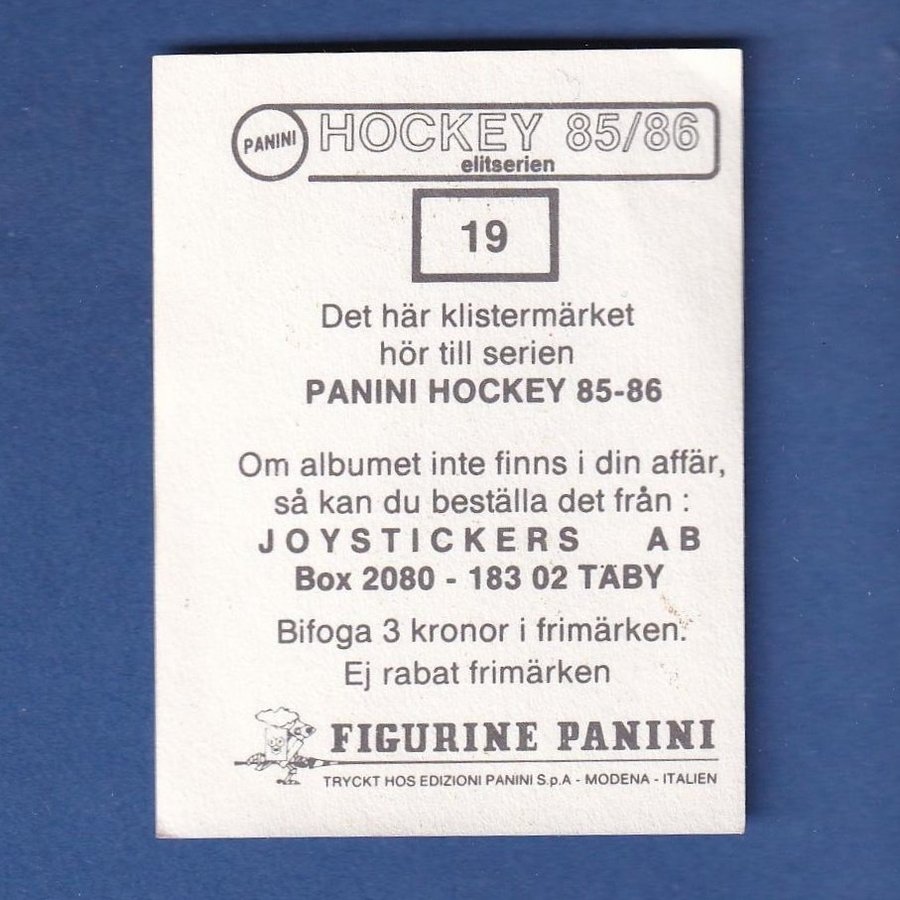 PANINI HOCKEY 85/86
elitserien
19
Det här klistermärket
hör till serien
PANINI HOCKEY 85-86
Om albumet inte finns i din affär,
så kan du beställa det från :
JOYSTICKERS AB
Box 2080 - 183 02 TÄBY
Bifoga 3 kronor i frimärken.
Ej rabat frimärken
FIGURINE PANINI
TRYCKT HOS EDIZIONI PANINI S.p.A - MODENA - ITALIEN